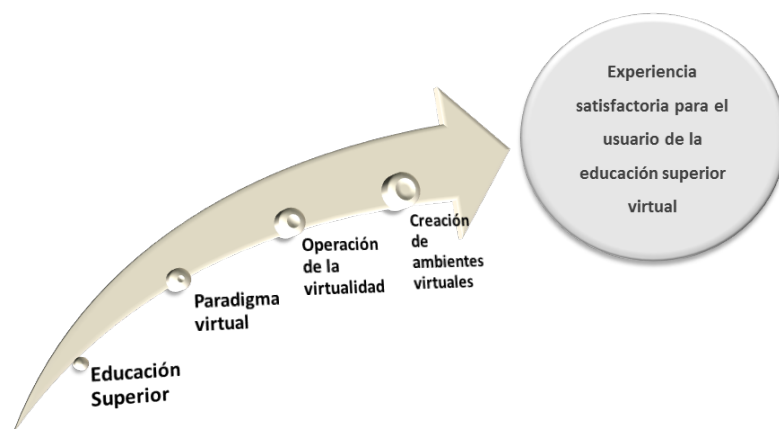 Educación
Superior
Paradigma
virtual
Operación
de la
virtualidad
Creación
de
ambientes
virtuales
Experiencia
satisfactoria para el
usuario de la
educación superior
virtual